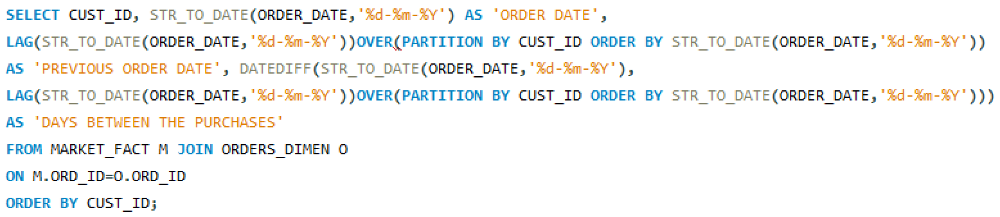 SELECT CUST_ID, STR_TO_DATE(ORDER_DATE,'%d-%m-%Y') AS 'ORDER DATE',
LAG(STR_TO_DATE(ORDER_DATE,'%d-%m-%Y'))OVER(PARTITION BY CUST_ID ORDER BY STR_TO_DATE(ORDER_DATE,'%d-%m-%Y'))
AS 'PREVIOUS ORDER DATE', DATEDIFF(STR_TO_DATE(ORDER_DATE,'%d-%m-%Y'),
LAG(STR_TO_DATE(ORDER_DATE,'%d-%m-%Y'))OVER(PARTITION BY CUST_ID ORDER BY STR_TO_DATE(ORDER_DATE,'%d-%m-%Y')))
AS 'DAYS BETWEEN THE PURCHASES'
FROM MARKET_FACT M JOIN ORDERS_DIMEN O
ON M.ORD_ID=O.ORD_ID
ORDER BY CUST_ID;